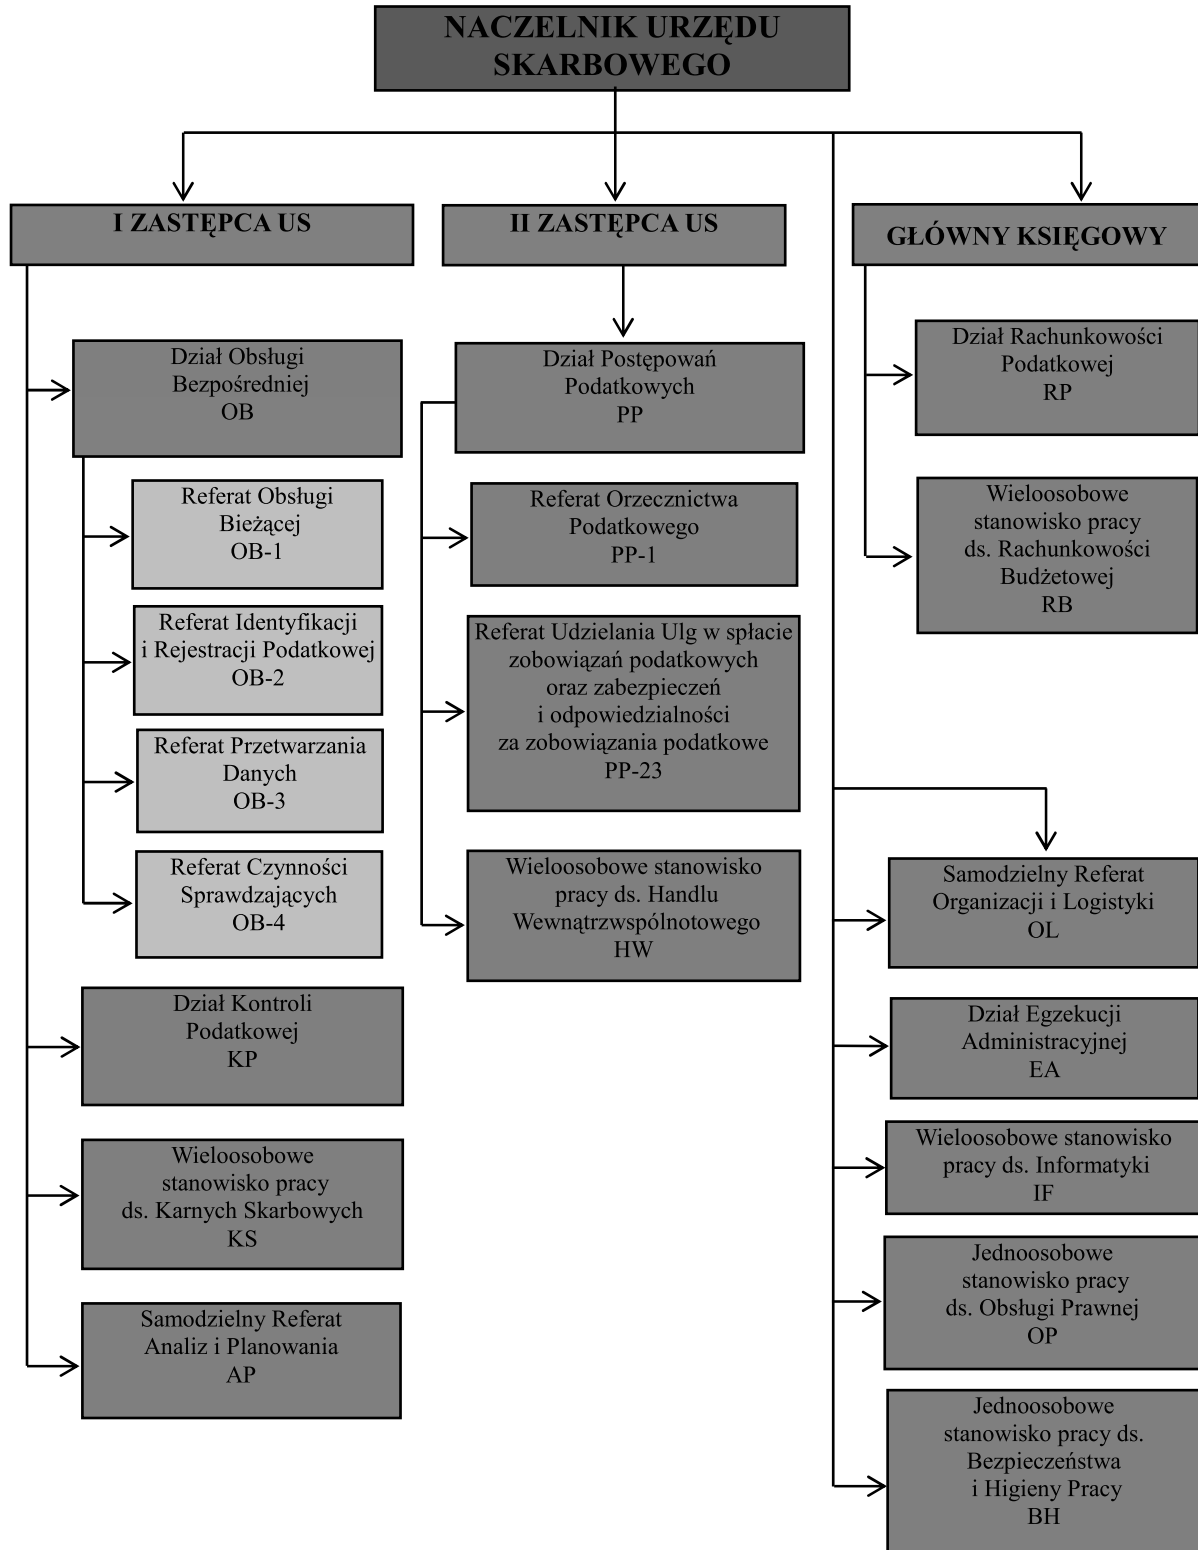 NACZELNIK URZĘDU
SKARBOWEGO
I ZASTĘPCA US
Dział Obsługi
Bezpośredniej
OB
Referat Obsługi
Bieżącej
OB-1
Referat Identyfikacji
i Rejestracji Podatkowej
OB-2
Referat Przetwarzania
Danych
OB-3
Referat Czynności
Sprawdzających
OB-4
Dział Kontroli
Podatkowej
KP
Wieloosobowe
stanowisko pracy
ds. Karnych Skarbowych
KS
Samodzielny Referat
Analiz i Planowania
AP
II ZASTĘPCA US
Dział Postępowań
Podatkowych
PP
Referat Orzecznictwa
Podatkowego
PP-1
Referat Udzielania Ulg w spłacie
zobowiązań podatkowych
oraz zabezpieczeń
i odpowiedzialności
za zobowiązania podatkowe
PP-23
Wieloosobowe stanowisko
pracy ds. Handlu
Wewnątrzwspólnotowego
HW
GŁÓWNY KSIĘGOWY
Dział Rachunkowości
Podatkowej
RP
Wieloosobowe
stanowisko pracy
ds. Rachunkowości
Budżetowej
RB
Samodzielny Referat
Organizacji i Logistyki
OL
Dział Egzekucji
Administracyjnej
EA
Wieloosobowe stanowisko
pracy ds. Informatyki
IF
Jednoosobowe
stanowisko pracy
ds. Obsługi Prawnej
OP
Jednoosobowe
stanowisko pracy ds.
Bezpieczeństwa
i Higieny Pracy
BH